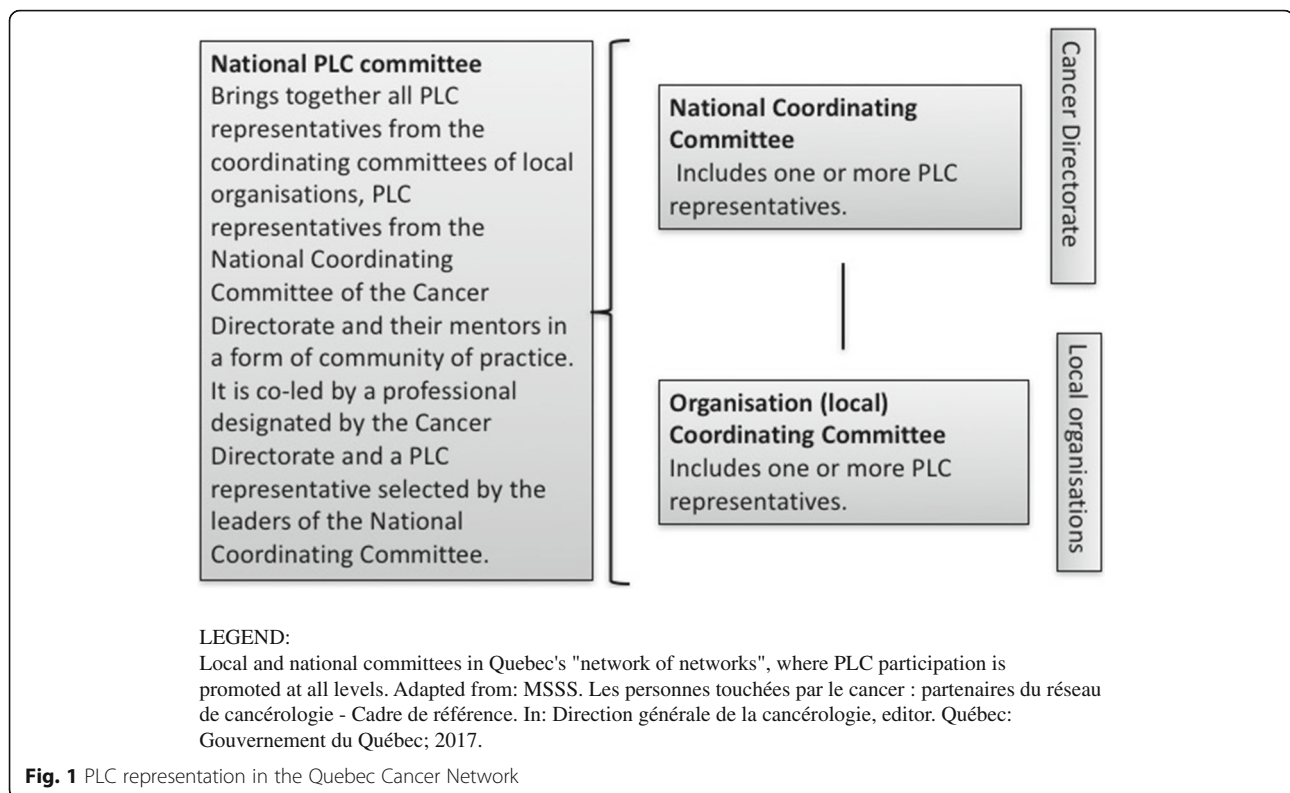 National PLC committee
Brings together all PLC
representatives from the
coordinating committees of local
organisations, PLC
representatives from the
National Coordinating
Committee of the Cancer
Directorate and their mentors in
a form of community of practice.
It is co-led by a professional
designated by the Cancer
Directorate and a PLC
representative selected by the
leaders of the National
Coordinating Committee.
National Coordinating
Committee
Includes one or more PLC
representatives.
Organisation (local)
Coordinating Committee
Includes one or more PLC
representatives.
Cancer Directorate
Local organisations
LEGEND:
Local and national committees in Quebec's "network of networks", where PLC participation is
promoted at all levels. Adapted from: MSSS. Les personnes touchées par le cancer : partenaires du réseau
de cancérologie - Cadre de référence. In: Direction générale de la cancérologie, editor. Québec:
Gouvernement du Québec; 2017.
Fig. 1 PLC representation in the Quebec Cancer Network